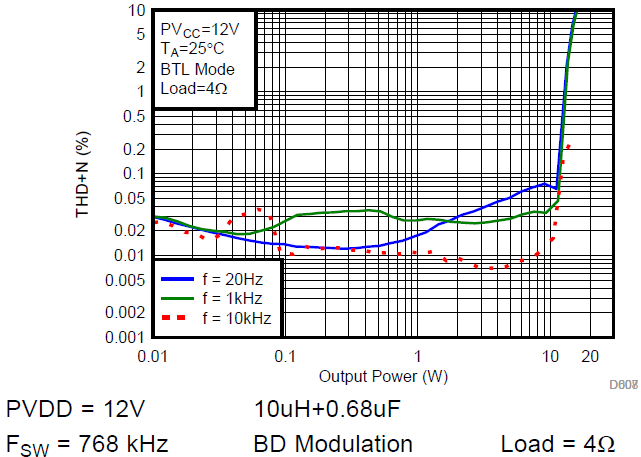 10
5
2
1
0.5
0.2
0.1
0.05
0.02
0.01
0.005
0.002
0.001
THD+N (%)
PVCC=12V
TA=25°C
BTL Mode
Load=4Ω
f = 20Hz
f = 1kHz
f = 10kHz
0.01 0.1 1 10 20
Output Power (W)
PVDD = 12V 10uH+0.68uF
FSW = 768 kHz BD Modulation Load = 4Ω